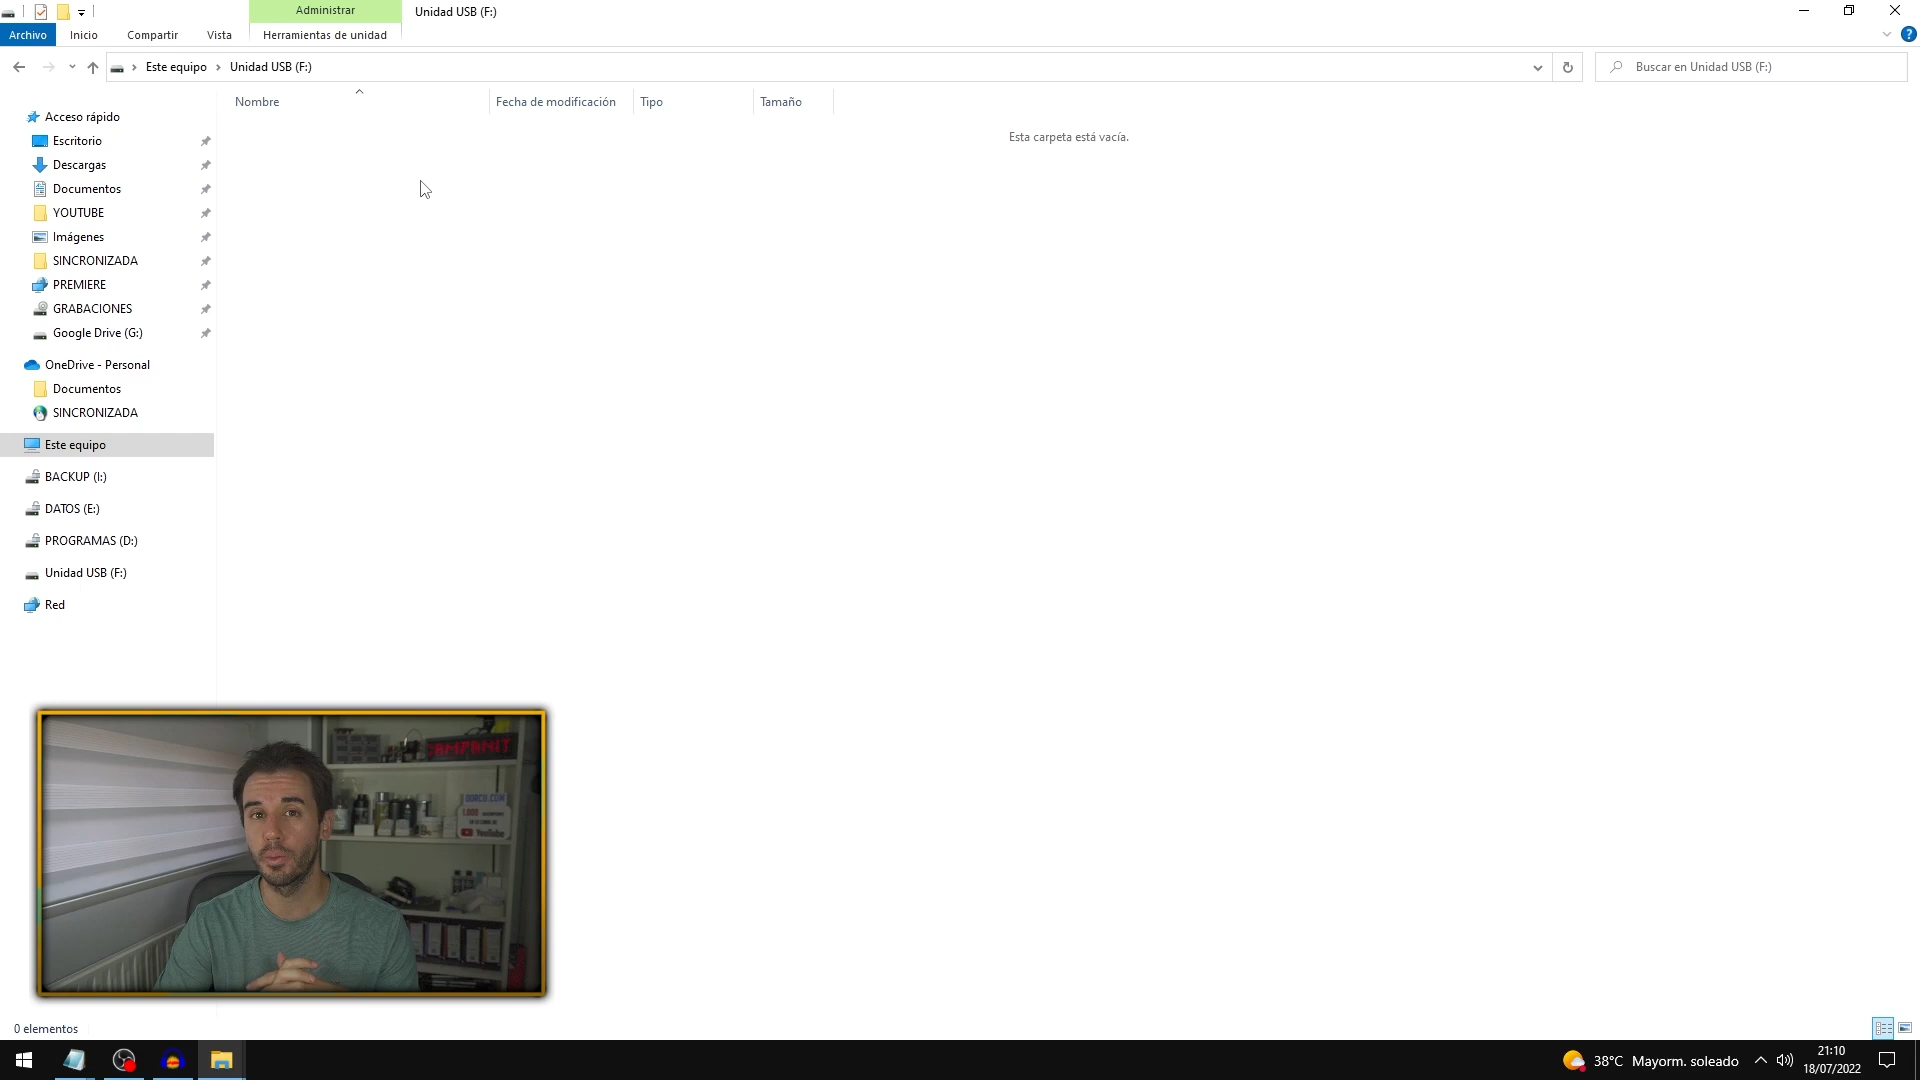 Administrar
Unidad USB (F:)
Archivo
Inicio
Compartir
Vista
Herramientas de unidad
?
Este equipo
Unidad USB (F:)
Buscar en Unidad USB (F:)
Nombre
Fecha de modificación
Tipo
Tamaño
Esta carpeta está vacía.
Acceso rápido
Escritorio
Descargas
Documentos
YOUTUBE
Imágenes
SINCRONIZADA
PREMIERE
GRABACIONES
Google Drive (G:)
OneDrive - Personal
Documentos
SINCRONIZADA
Este equipo
BACKUP (I:)
DATOS (E:)
PROGRAMAS (D:)
Unidad USB (F:)
Red
YouTube
0 elementos
38°C Mayorm. soleado
21:10
18/07/2022